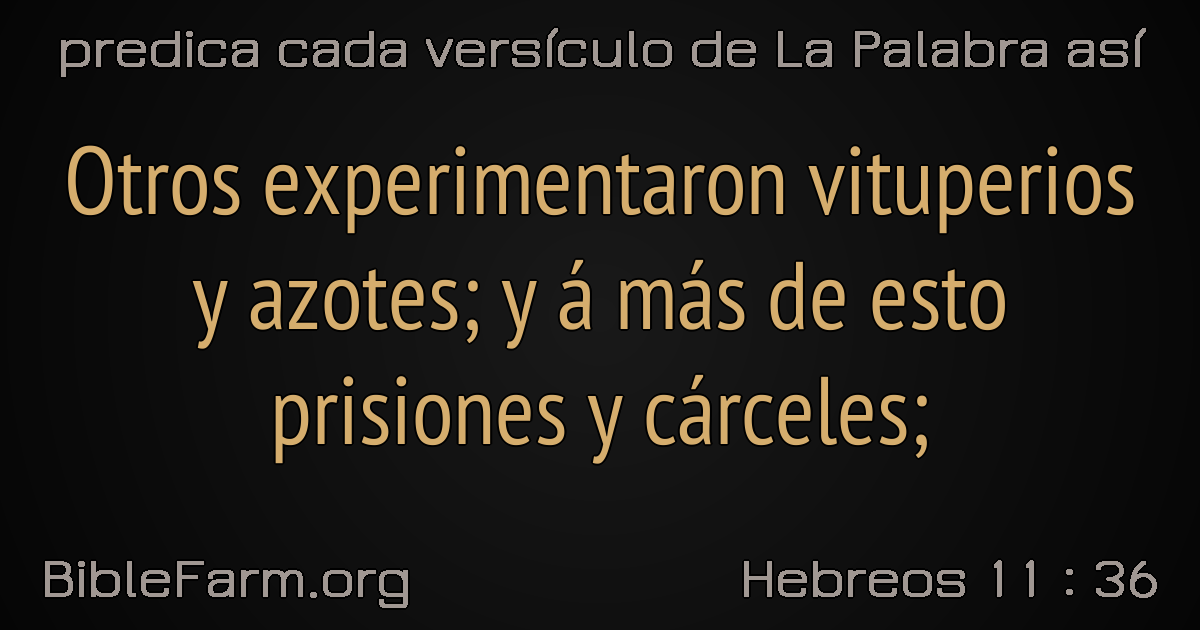 predica cada versículo de La Palabra así
Otros experimentaron vituperios
y azotes; y á más de esto
prisiones y cárceles;
BibleFarm.org
Hebreos 11 : 36